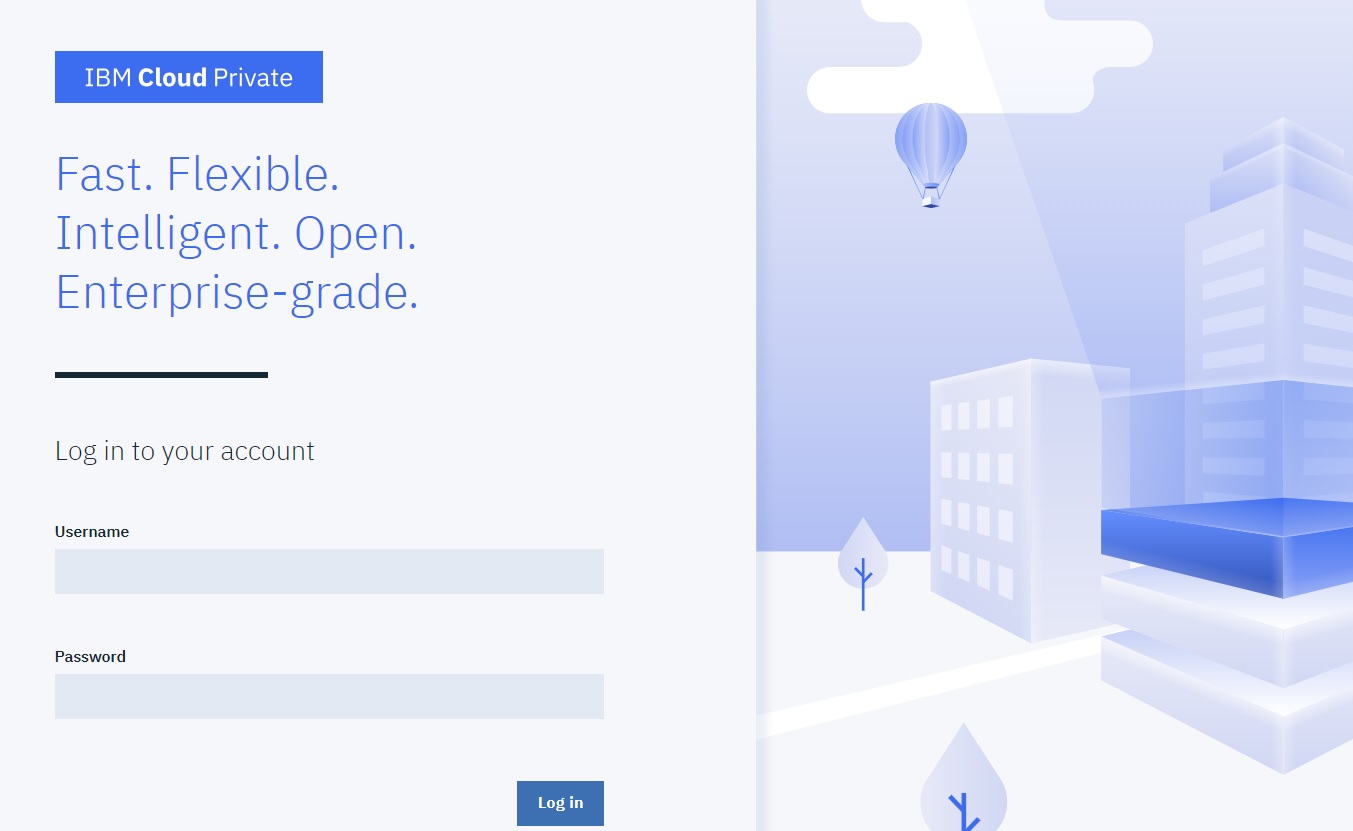 IBM Cloud Private
Fast. Flexible.
Intelligent. Open.
Enterprise-grade.
Log in to your account
Username
Password
Log in